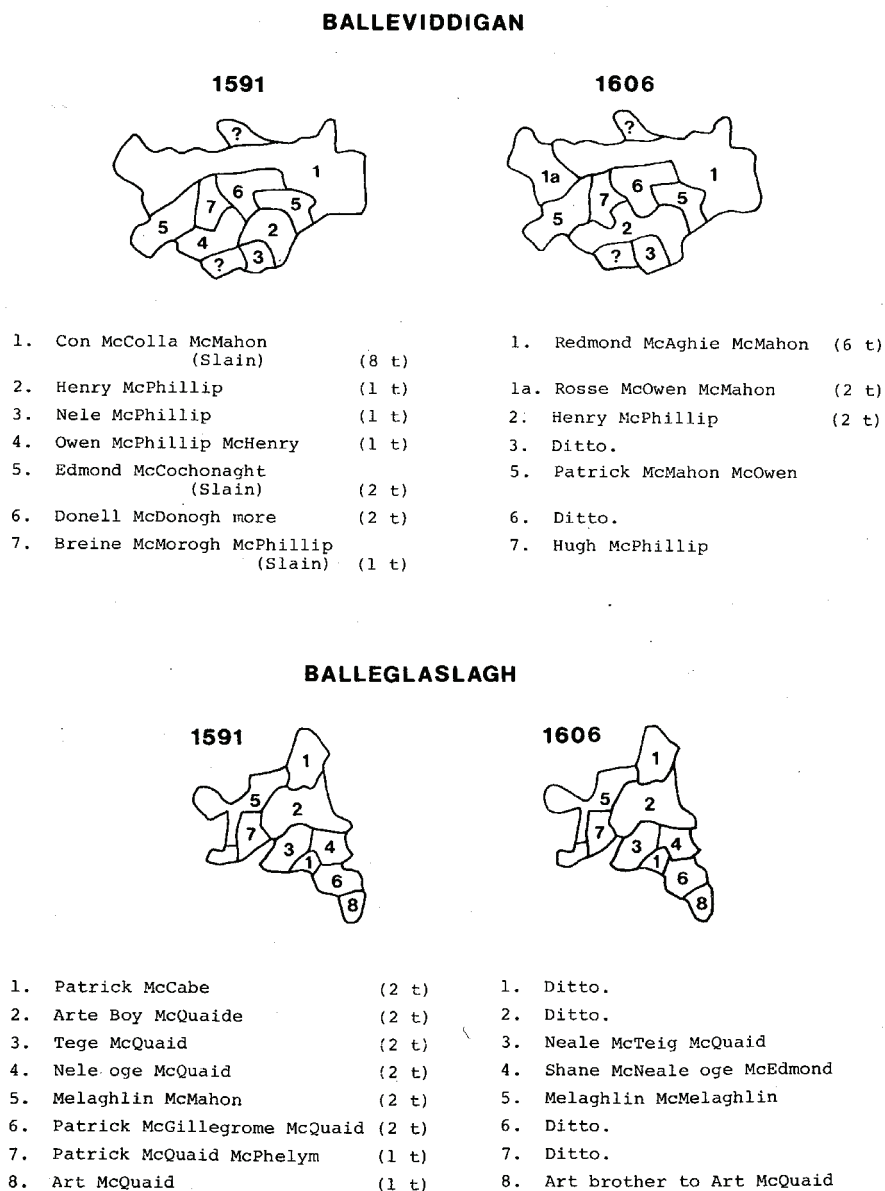 BALLEVIDDIGAN
1591
?
1
6
7
5
5
2
4
?
3
1606
?
1a
1
6
7
5
5
2
?
3
1. Con McColla McMahon
(Slain) (8 t)
2. Henry McPhillip (1 t)
3. Nele McPhillip (1 t)
4. Owen McPhillip McHenry (1 t)
5. Edmond McCochonaght
(Slain) (2 t)
6. Donell McDonogh more (2 t)
7. Breine McMorogh McPhillip
(Slain) (1 t)
1. Redmond McAghie McMahon (6 t)
1a. Rosse McOwen McMahon (2 t)
2. Henry McPhillip (2 t)
3. Ditto.
5. Patrick McMahon McOwen
6. Ditto.
7. Hugh McPhillip
BALLEGLASLAGH
1591
1
5
2
7
3
4
1
6
8
1606
1
5
2
7
3
4
1
6
8
1. Patrick McCabe (2 t)
2. Arte Boy McQuaide (2 t)
3. Tege McQuaid (2 t)
4. Nele oge McQuaid (2 t)
5. Melaghlin McMahon (2 t)
6. Patrick McGillegrome McQuaid (2 t)
7. Patrick McQuaid McPhelym (1 t)
8. Art McQuaid (1 t)
1. Ditto.
2. Ditto.
3. Neale McTeig McQuaid
4. Shane McNeale oge McEdmond
5. Melaghlin McMelaghlin
6. Ditto.
7. Ditto.
8. Art brother to Art McQuaid